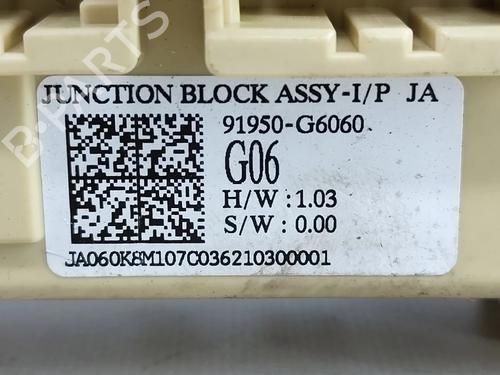 B-PARTS
JUNCTION BLOCK ASSY-I/P JA
91950-G6060
G06
H/W : 1.03
S/W : 0.00
JA060K8M107C036210300001